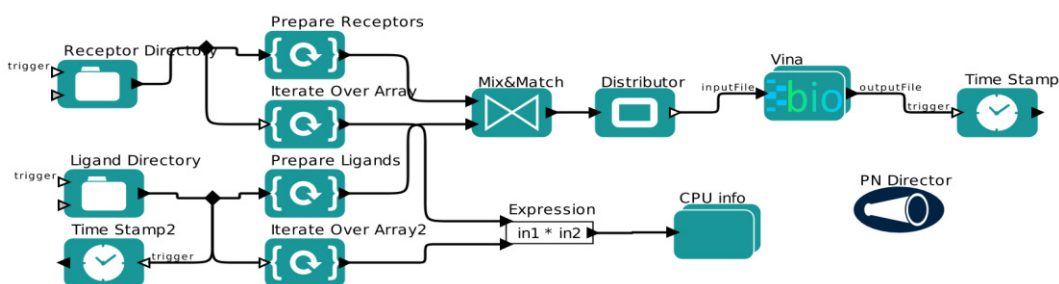 Prepare Receptors
Receptor Directory
trigger
Iterate Over Array
Mix&Match
Distributor
inputFile
Vina
bio
outputFile
trigger
Time Stamp
Ligand Directory
trigger
Prepare Ligands
PN Director
Time Stamp2
trigger
Iterate Over Array2
Expression
in1 * in2
CPU info